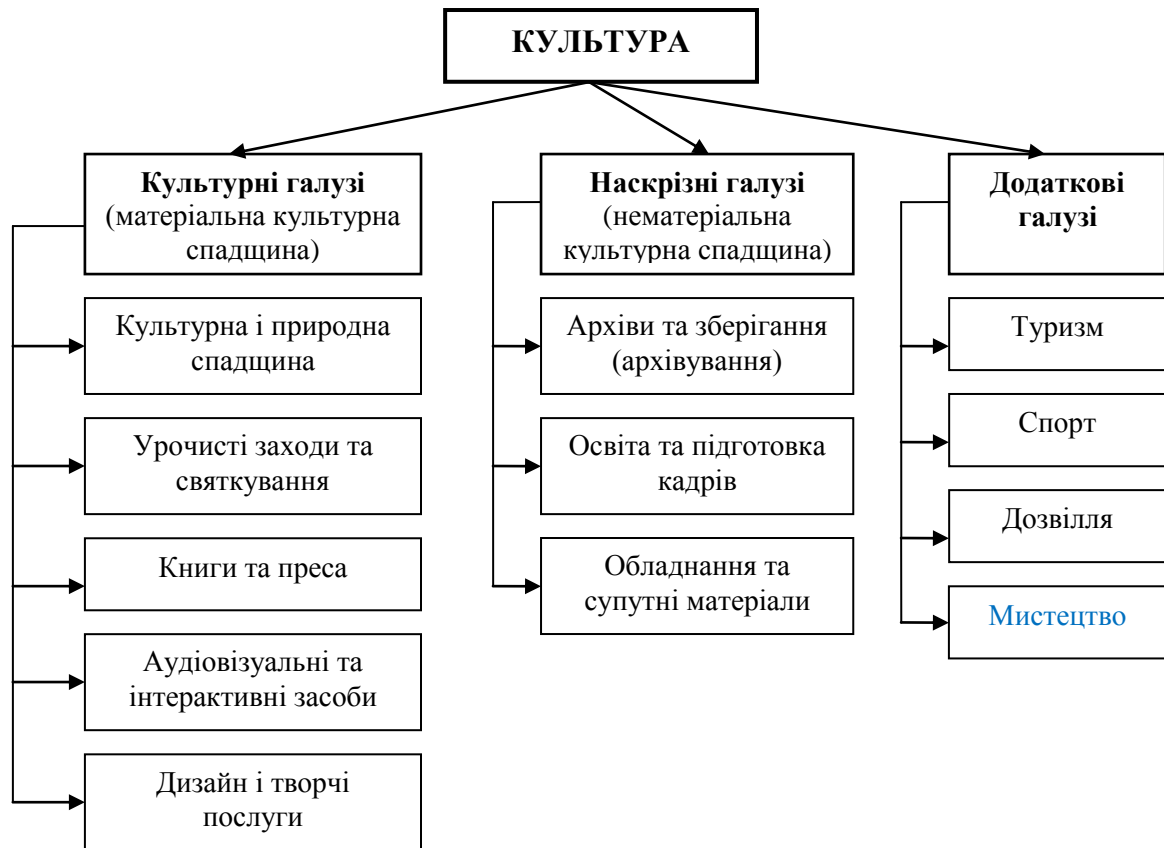 КУЛЬТУРА
Культурні галузі
(матеріальна культурна
спадщина)
Культурна і природна
спадщина
Урочисті заходи та
святкування
Книги та преса
Аудіовізуальні та
інтерактивні засоби
Дизайн і творчі
послуги
Наскрізні галузі
(нематеріальна
культурна спадщина)
Архіви та зберігання
(архівування)
Освіта та підготовка
кадрів
Обладнання та
супутні матеріали
Додаткові
галузі
Туризм
Спорт
Дозвілля
Мистецтво